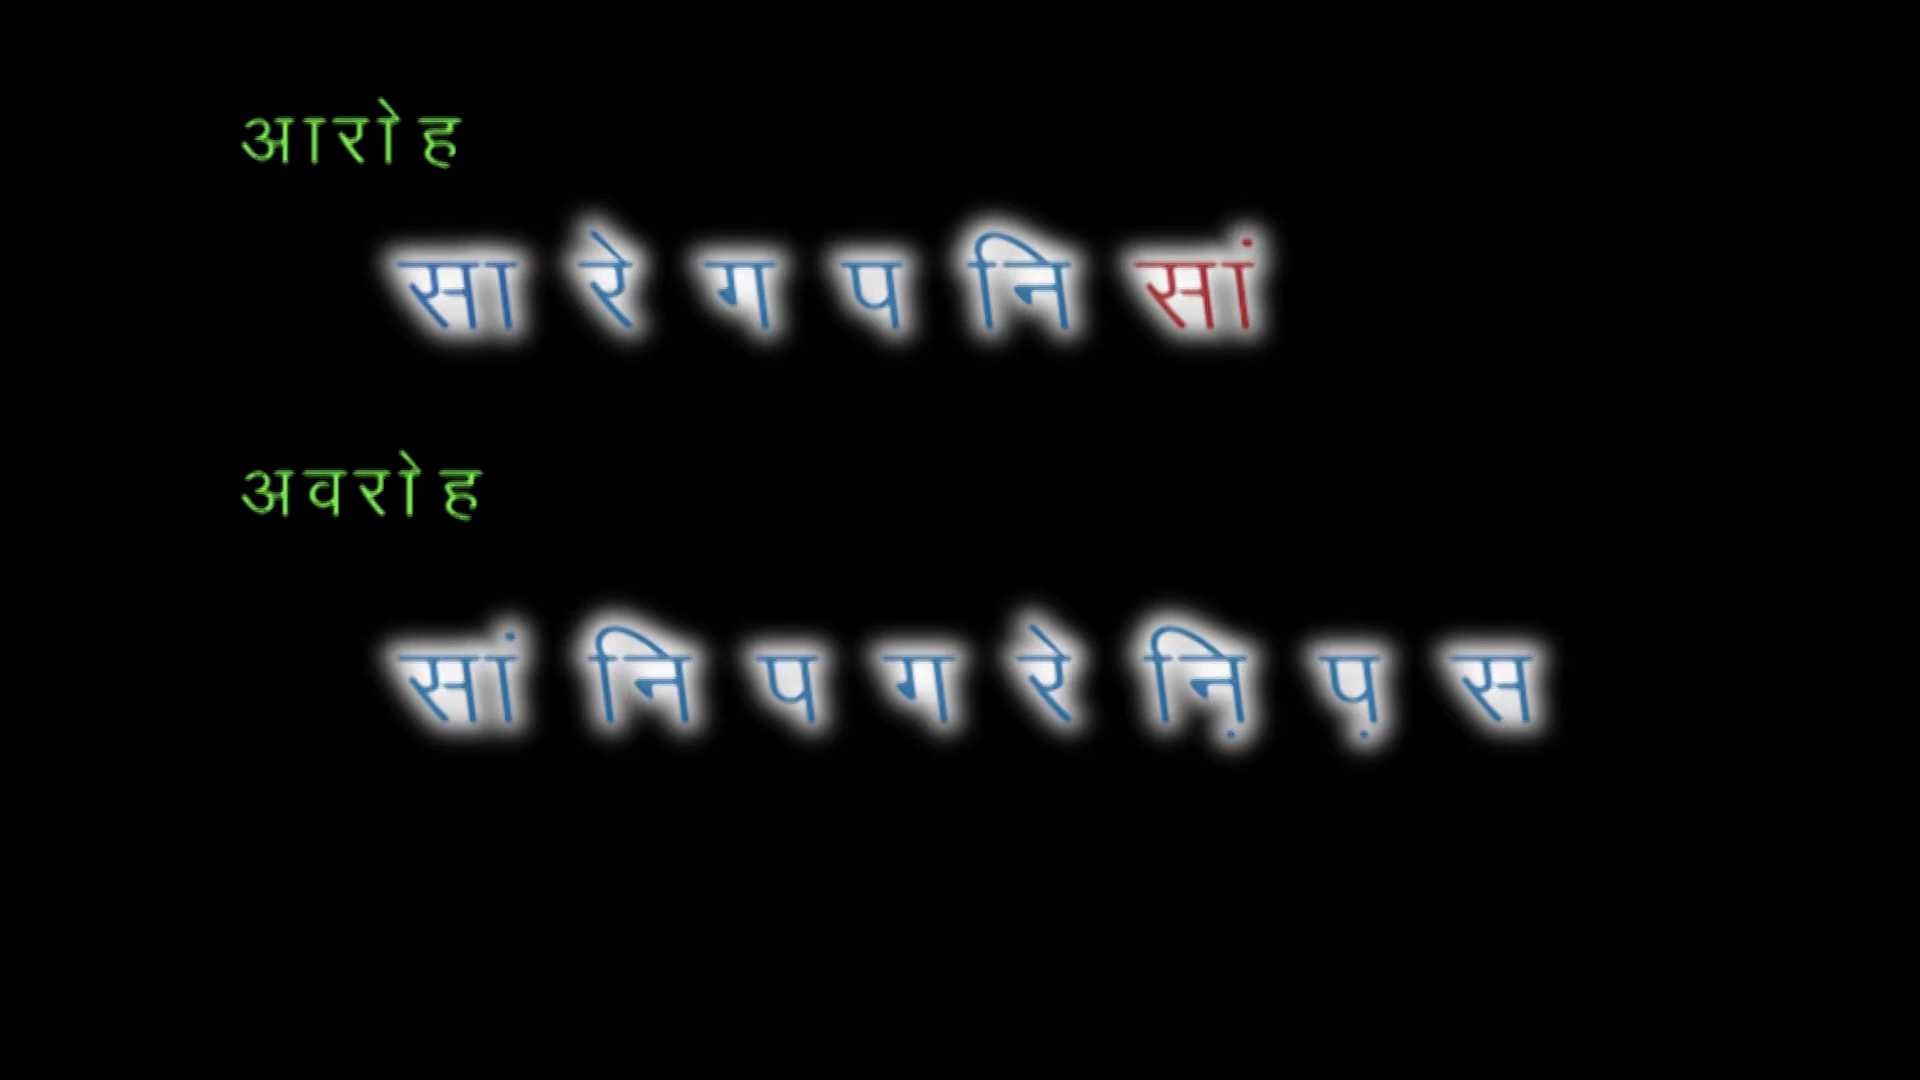 आरोह
सा रे ग प नि सां
अवरोह
सां नि प ग रे नि़ प़ स